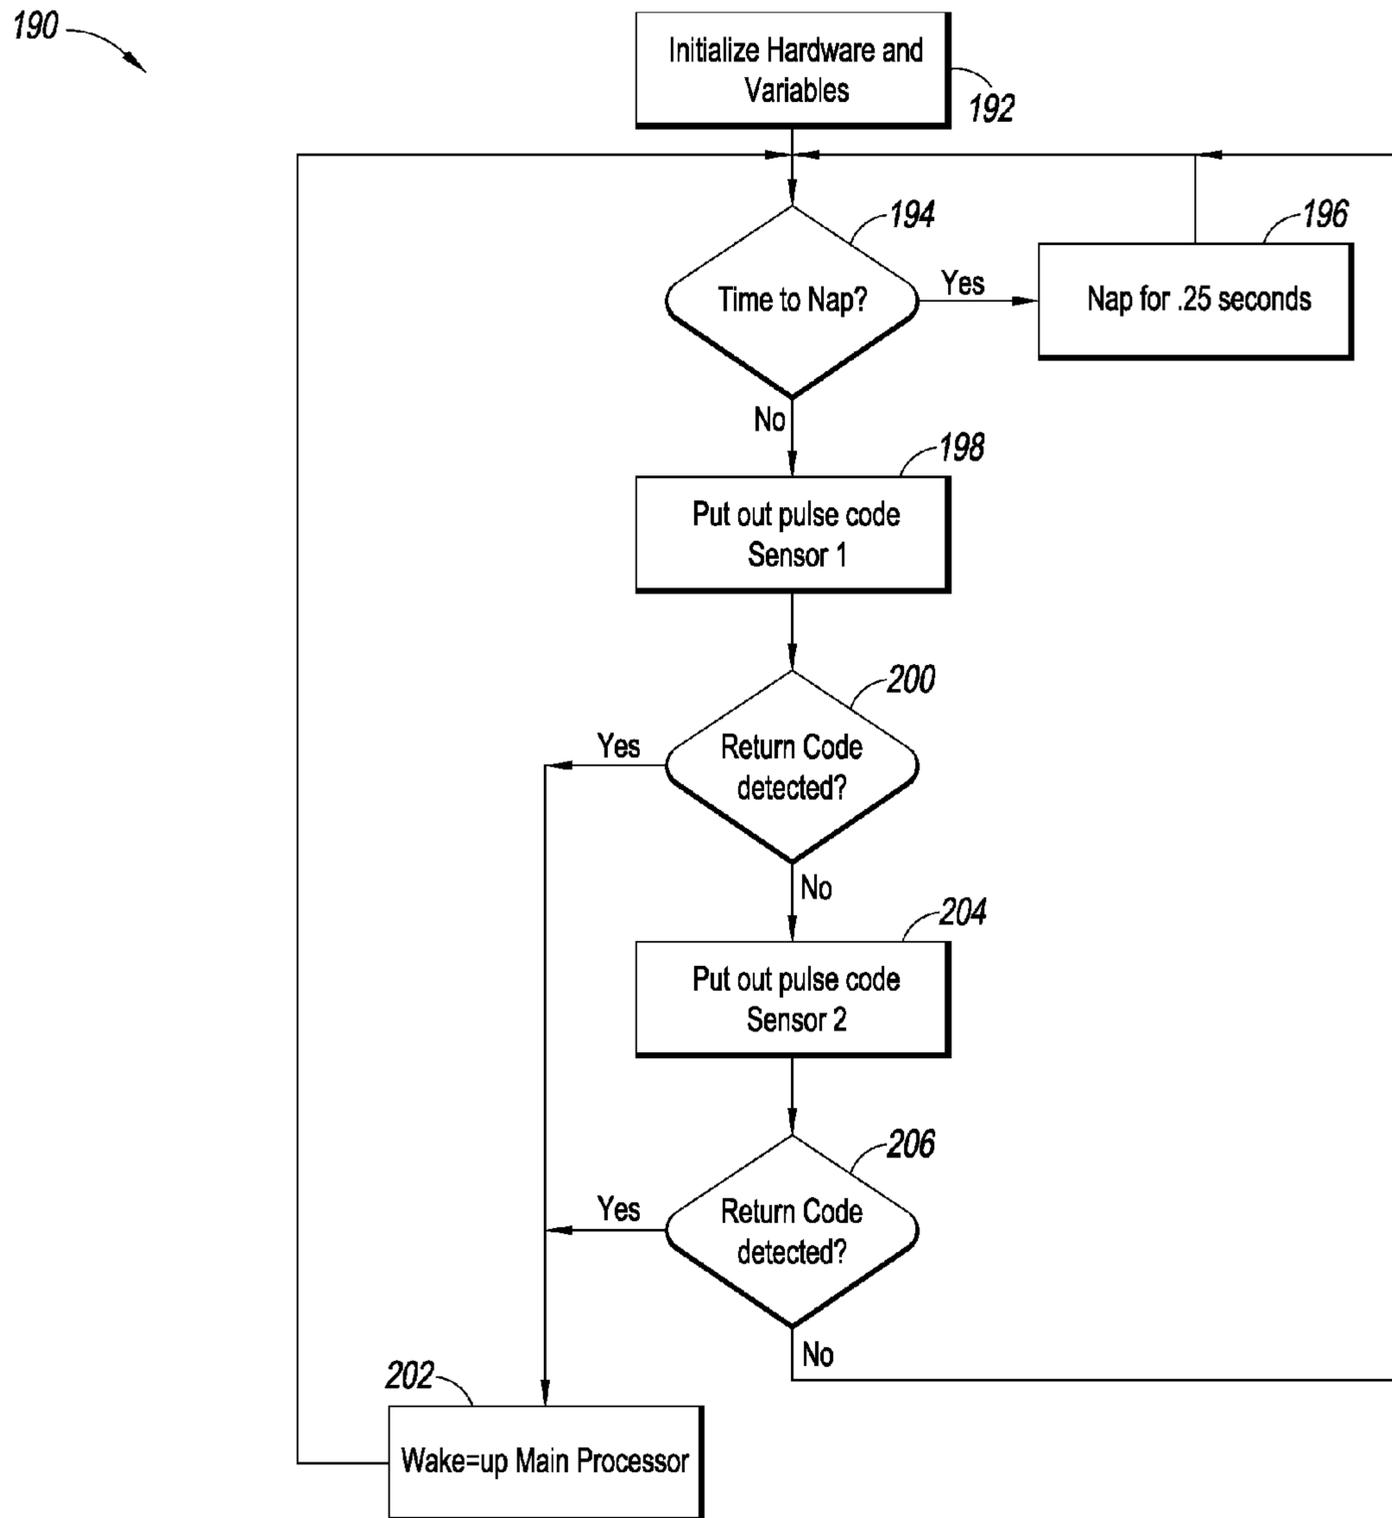 190
Initialize Hardware and
Variables
192
194
196
Time to Nap?
Yes
Nap for .25 seconds
No
198
Put out pulse code
Sensor 1
200
Yes
Return Code
detected?
No
204
Put out pulse code
Sensor 2
206
Yes
Return Code
detected?
No
202
Wake=up Main Processor